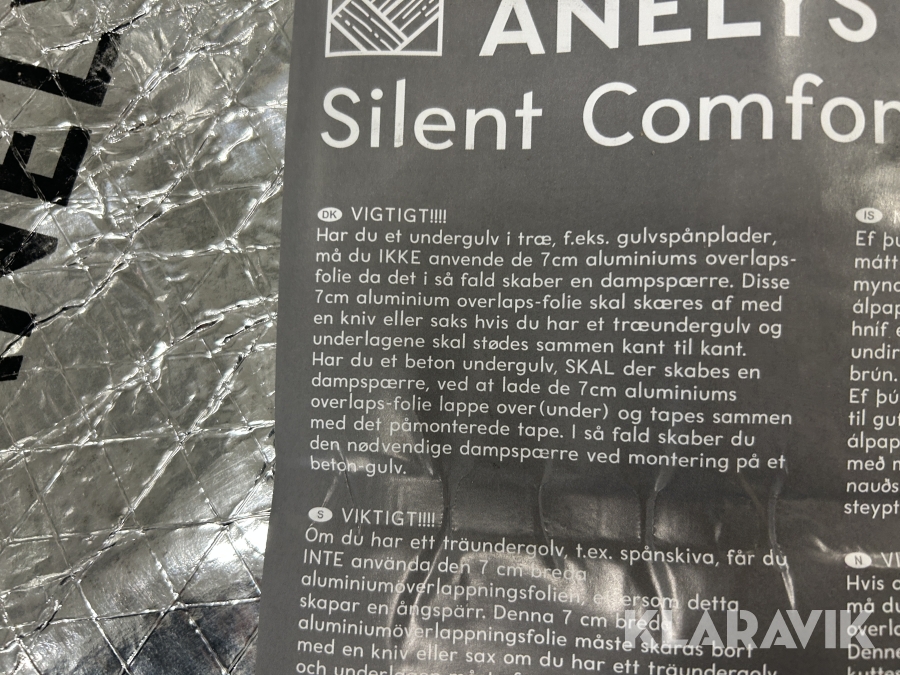 ANELYS
Silent Comfor
DK VIGTIGT!!!!
Har du et undergulv i træ, f.eks. gulvspånplader,
må du IKKE anvende de 7cm aluminiums overlaps-
folie da det i så fald skaber en dampspærre. Disse
7cm aluminium overlaps-folie skal skæres af med
en kniv eller saks hvis du har et træundergulv og
underlagene skal stødes sammen kant til kant.
Har du et beton undergulv, SKAL der skabes en
dampspærre, ved at lade de 7cm aluminiums
overlaps-folie lappe over(under) og tapes sammen
med det påmonterede tape. I så fald skaber du
den nødvendige dampspærre ved montering på et
beton-gulv.
S VIKTIGT!!!!
Om du har ett träundergolv, t.ex. spånskiva, får du
INTE använda den 7 cm breda
aluminiumöverlappningsfolien, eftersom detta
skapar en ångspärr. Denna 7 cm breda
aluminiumöverlappningsfolie måste skäras bort
med en kniv eller sax om du har ett träundergolv
och
IS
Ef þú
mátt
álpap
hníf e
undir
brún.
Ef þú
til gu
álpap
með
nauðs
steypt
N
Hvis
må du
overla
Denne
KLARAVIK